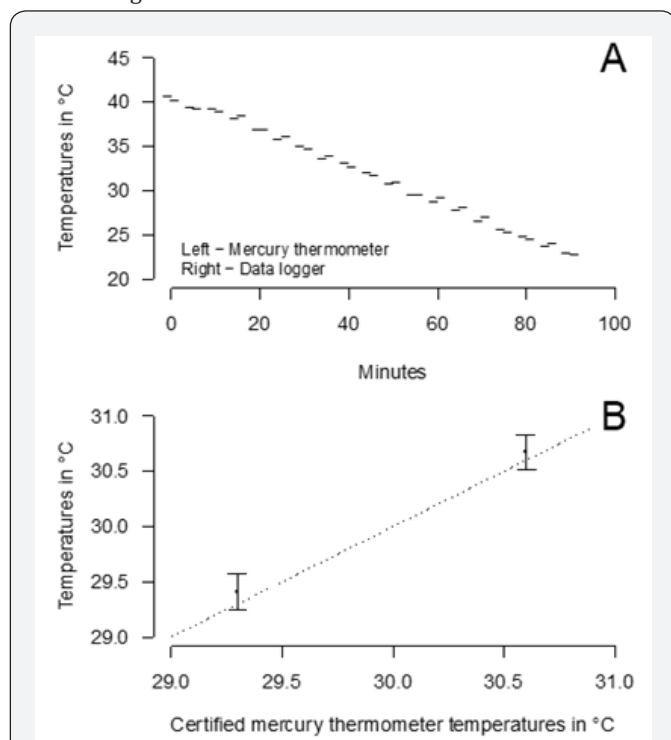 A
Temperatures in °C
45
40
35
30
25
20
Left – Mercury thermometer
Right – Data logger
0 20 40 60 80 100
Minutes
B
Temperatures in °C
31.0
30.5
30.0
29.5
29.0
29.0 29.5 30.0 30.5 31.0
Certified mercury thermometer temperatures in °C